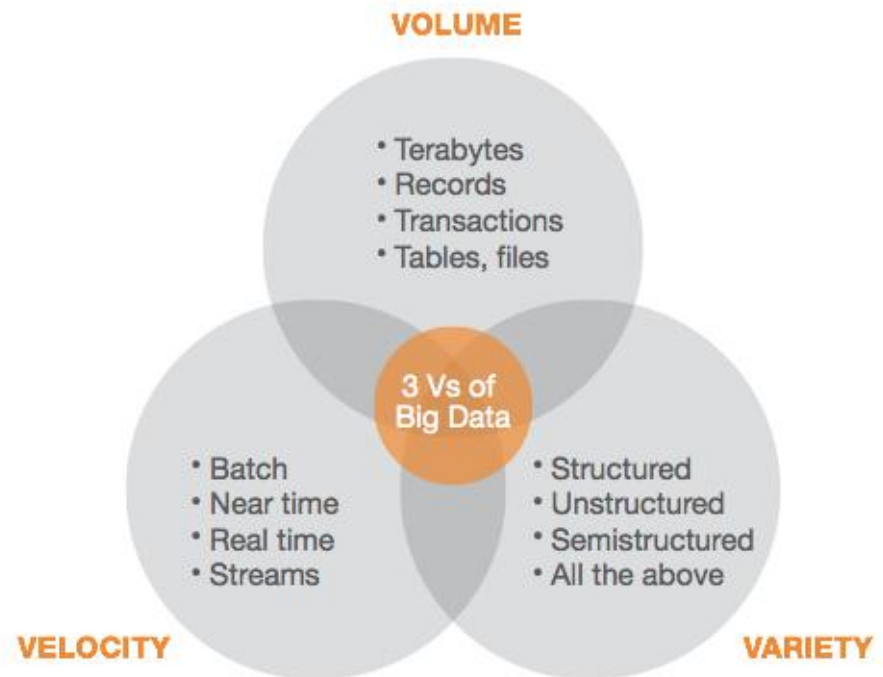 VOLUME
• Terabytes
• Records
• Transactions
• Tables, files
3 Vs of
Big Data
• Batch
• Near time
• Real time
• Streams
• Structured
• Unstructured
• Semistructured
• All the above
VELOCITY
VARIETY